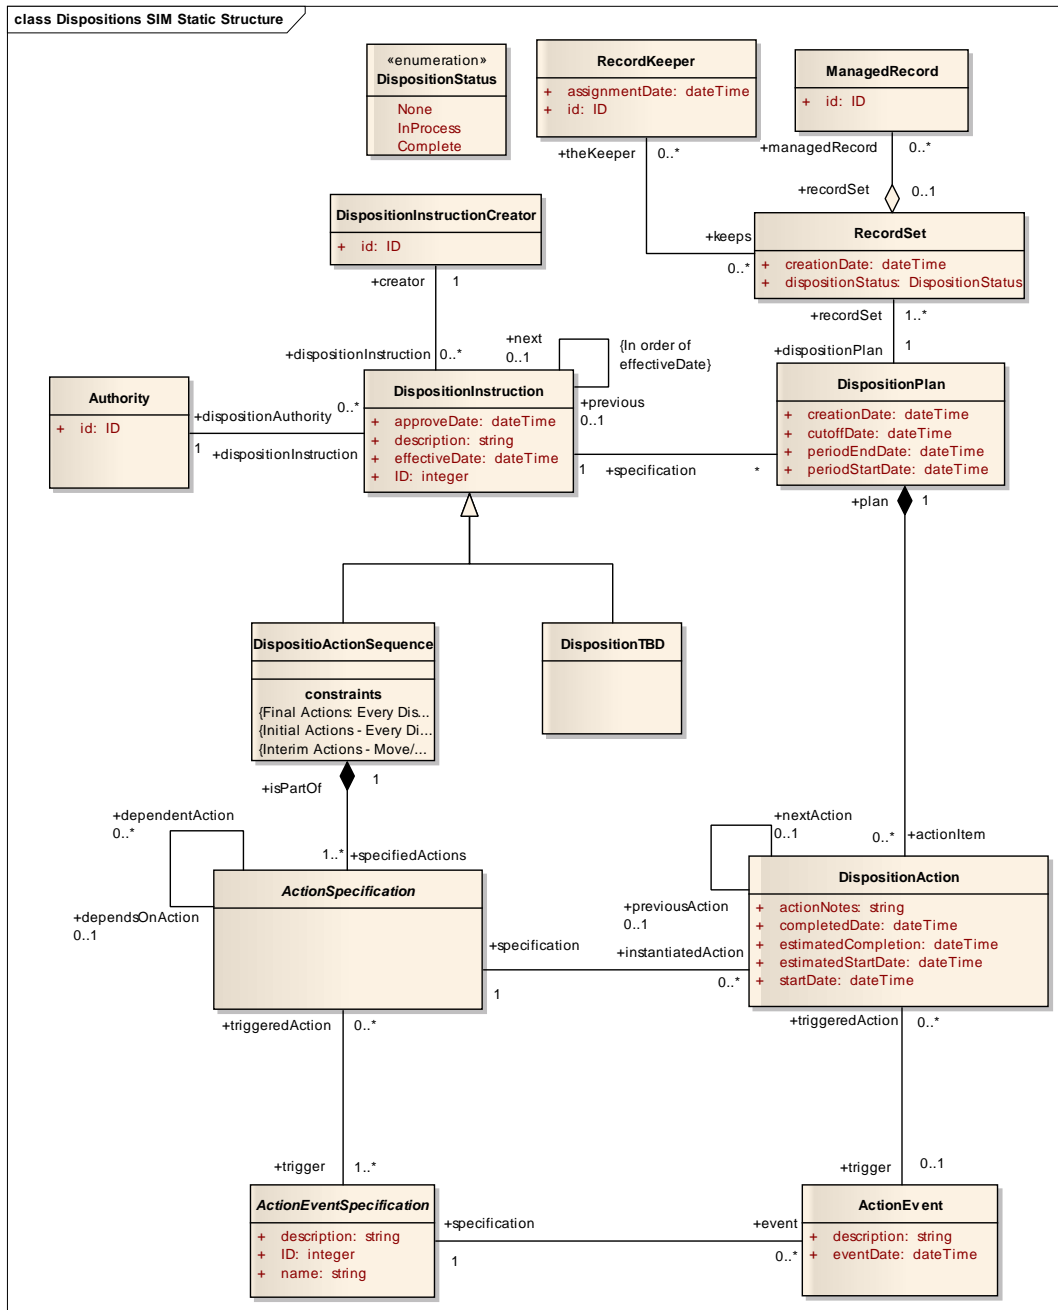 class Dispositions SIM Static Structure
«enumeration»
DispositionStatus
None
InProcess
Complete
RecordKeeper
+ assignmentDate: dateTime
+ id: ID
ManagedRecord
+ id: ID
+theKeeper 0..*
+managedRecord 0..*
+recordSet 0..1
DispositionInstructionCreator
+ id: ID
+keeps
0..*
RecordSet
+ creationDate: dateTime
+ dispositionStatus: DispositionStatus
+creator 1
+recordSet 1..*
+dispositionPlan 1
+dispositionInstruction 0..*
+next
0..1
{In order of
effectiveDate}
+previous
0..1
Authority
+ id: ID
+dispositionAuthority 0..*
1 +dispositionInstruction
DispositionInstruction
+ approveDate: dateTime
+ description: string
+ effectiveDate: dateTime
+ ID: integer
1 +specification *
DispositionPlan
+ creationDate: dateTime
+ cutoffDate: dateTime
+ periodEndDate: dateTime
+ periodStartDate: dateTime
+plan 1
DispositioActionSequence
constraints
{Final Actions: Every Dis...
{Initial Actions - Every Di...
{Interim Actions - Move/...
DispositionTBD
+isPartOf 1
+dependentAction
0..*
1..* +specifiedActions
+dependsOnAction
0..1
ActionSpecification
+nextAction
0..1
0..* +actionItem
+previousAction
0..1
DispositionAction
+ actionNotes: string
+ completedDate: dateTime
+ estimatedCompletion: dateTime
+ estimatedStartDate: dateTime
+ startDate: dateTime
+specification
1
+instantiatedAction
0..*
+triggeredAction 0..*
+triggeredAction 0..*
+trigger 1..*
+trigger 0..1
ActionEventSpecification
+ description: string
+ ID: integer
+ name: string
+specification
1
+event
0..*
ActionEvent
+ description: string
+ eventDate: dateTime